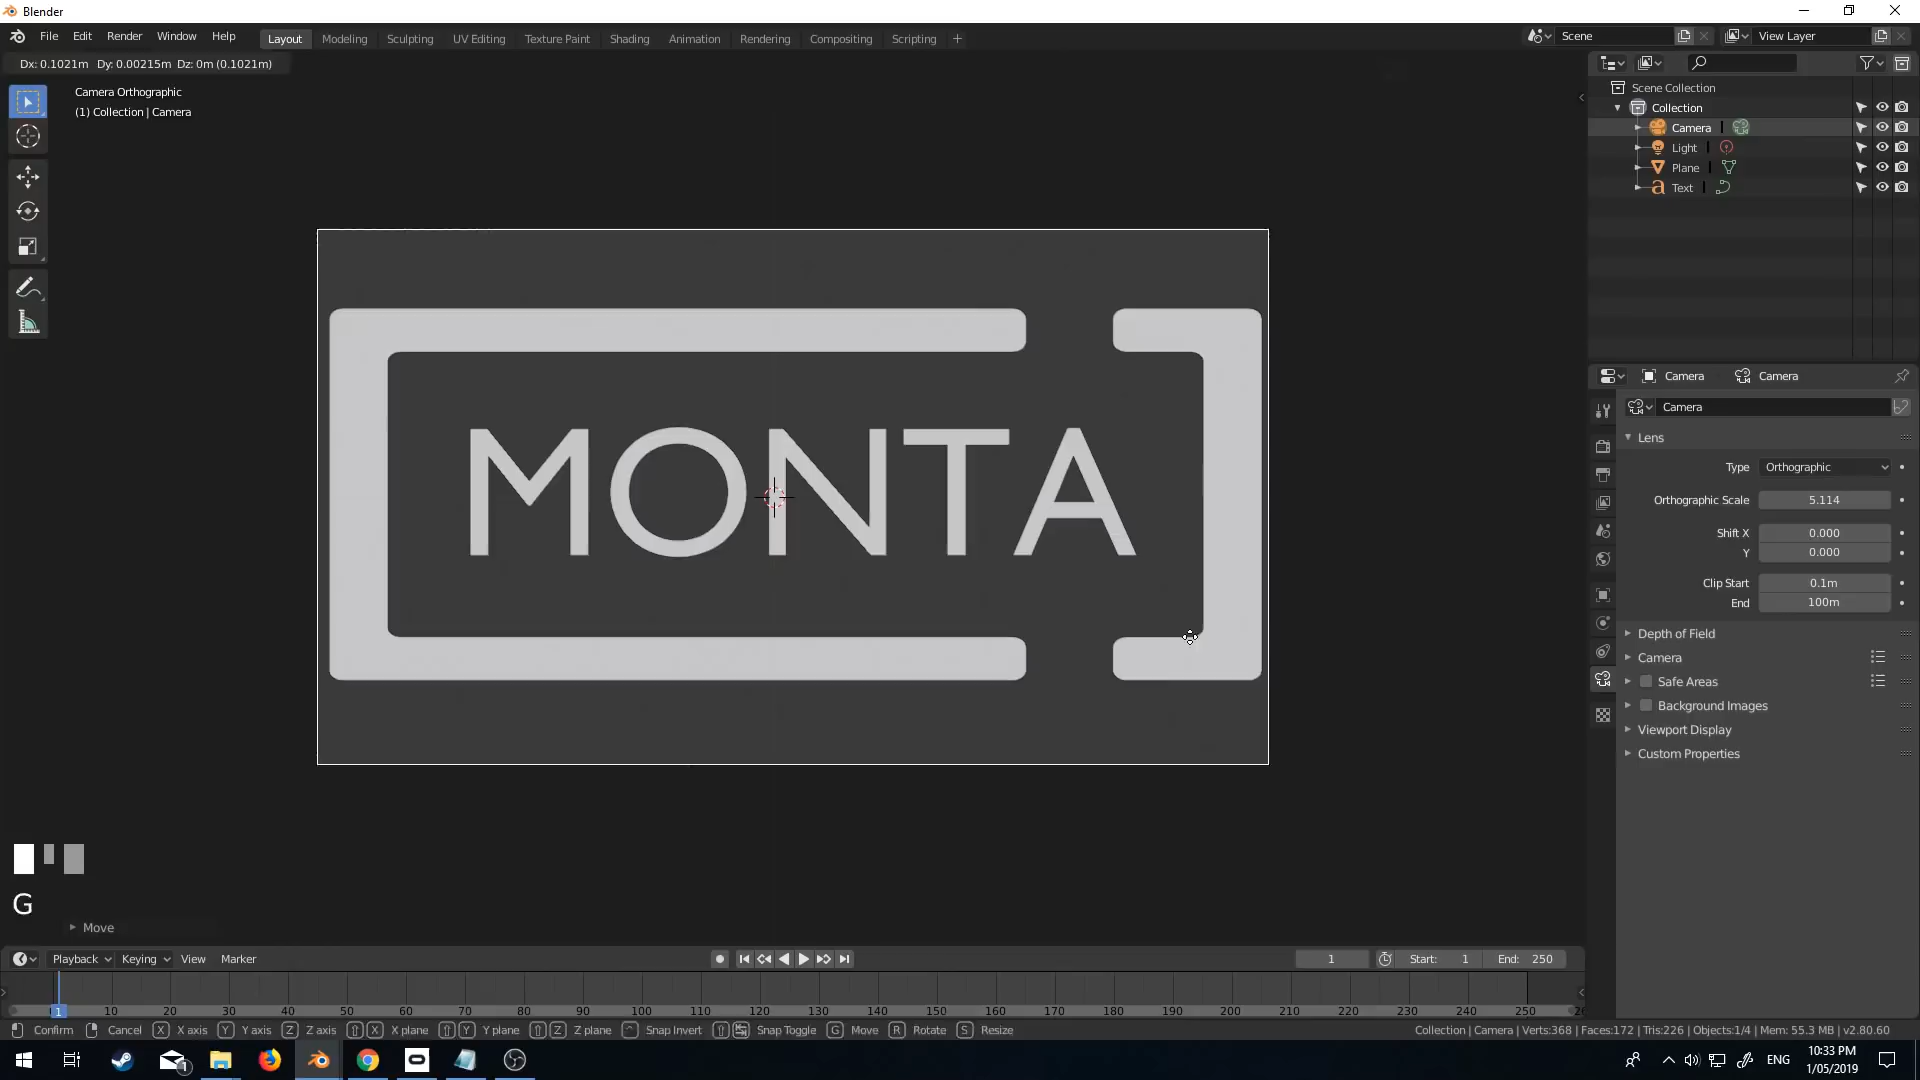 Blender
File Edit Render Window Help
Layout Modeling Sculpting UV Editing Texture Paint Shading Animation Rendering Compositing Scripting +
Scene
View Layer
Dx: 0.1021m Dy: 0.00215m Dz: 0m (0.1021m)
Camera Orthographic
(1) Collection | Camera
Scene Collection
Collection
Camera
Light
Plane
Text
MONTA
Camera Camera
Camera
Lens
Type Orthographic
Orthographic Scale 5.114
Shift X 0.000
Y 0.000
Clip Start 0.1m
End 100m
Depth of Field
Camera
Safe Areas
Background Images
Viewport Display
Custom Properties
G
Move
Playback Keying View Marker
1 Start: 1 End: 250
1 10 20 30 40 50 60 70 80 90 100 110 120 130 140 150 160 170 180 190 200 210 220 230 240 250 26
Confirm Cancel X X axis Y Y axis Z Z axis X X plane Y Y plane Z Z plane Snap Invert Snap Toggle G Move R Rotate S Resize
Collection | Camera | Verts:368 | Faces:172 | Tris:226 | Objects:1/4 | Mem: 55.3 MB | v2.80.60
1
ENG
10:33 PM
1/05/2019